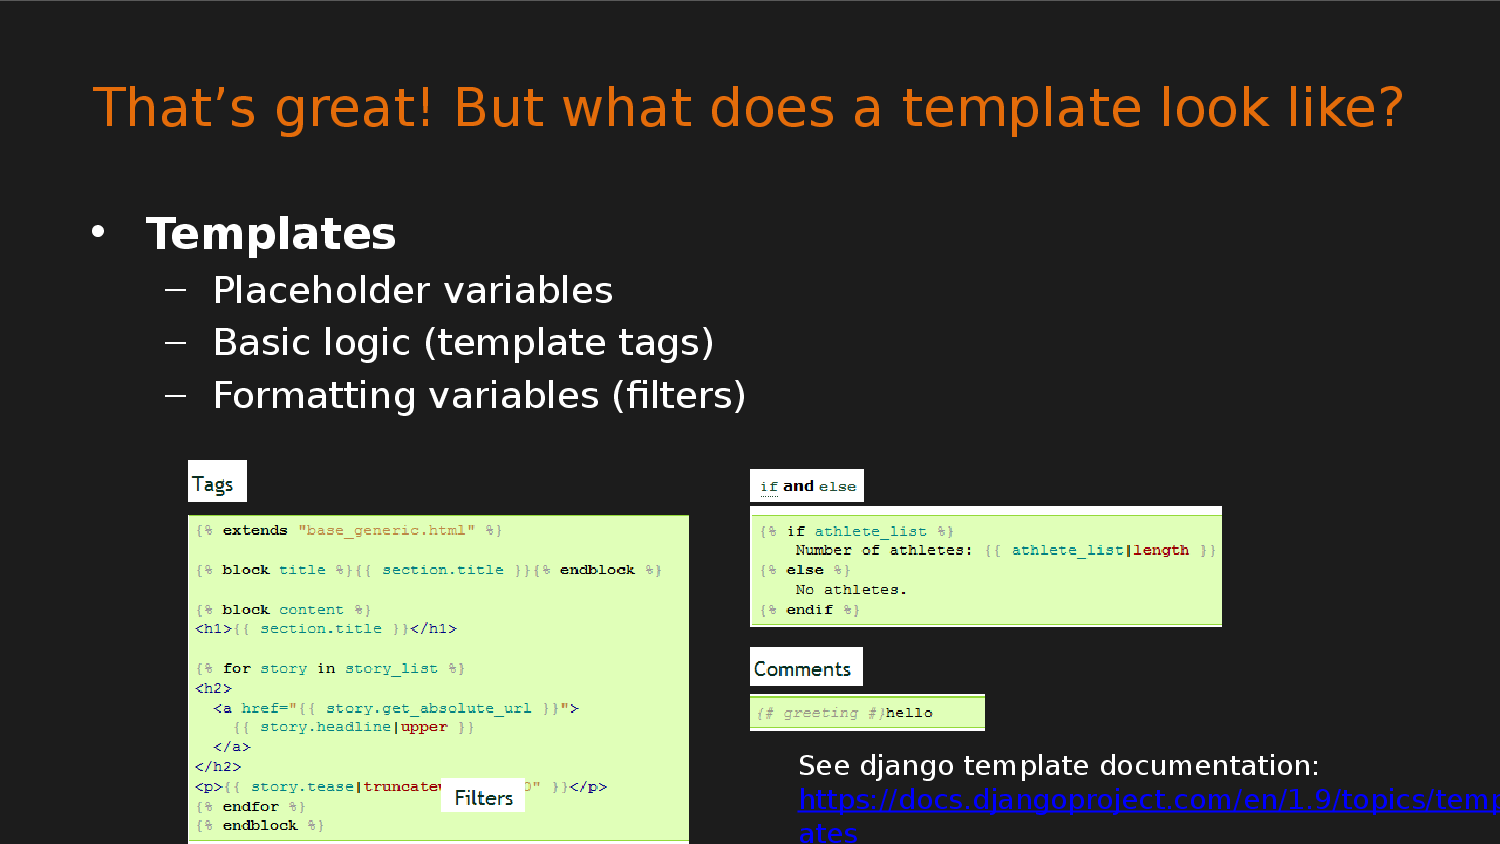 That’s great! But what does a template look like?
• Templates
– Placeholder variables
– Basic logic (template tags)
– Formatting variables (filters)
Tags
{% extends "base_generic.html" %}
{% block title %}{{ section.title }}{% endblock %}
{% block content %}
<h1>{{ section.title }}</h1>
{% for story in story_list %}
<h2>
<a href="{{ story.get_absolute_url }}">
{{ story.headline|upper }}
</a>
</h2>
<p>{{ story.tease| 0" }}</p>
{% endfor %}
{% endblock %}
Filters
if and else
{% if athlete_list %}
Number of athletes: {{ athlete_list|length }}
{% else %}
No athletes.
{% endif %}
Comments
{# greeting #}hello
See django template documentation:
https://docs.djangoproject.com/en/1.9/topics/temp
ates